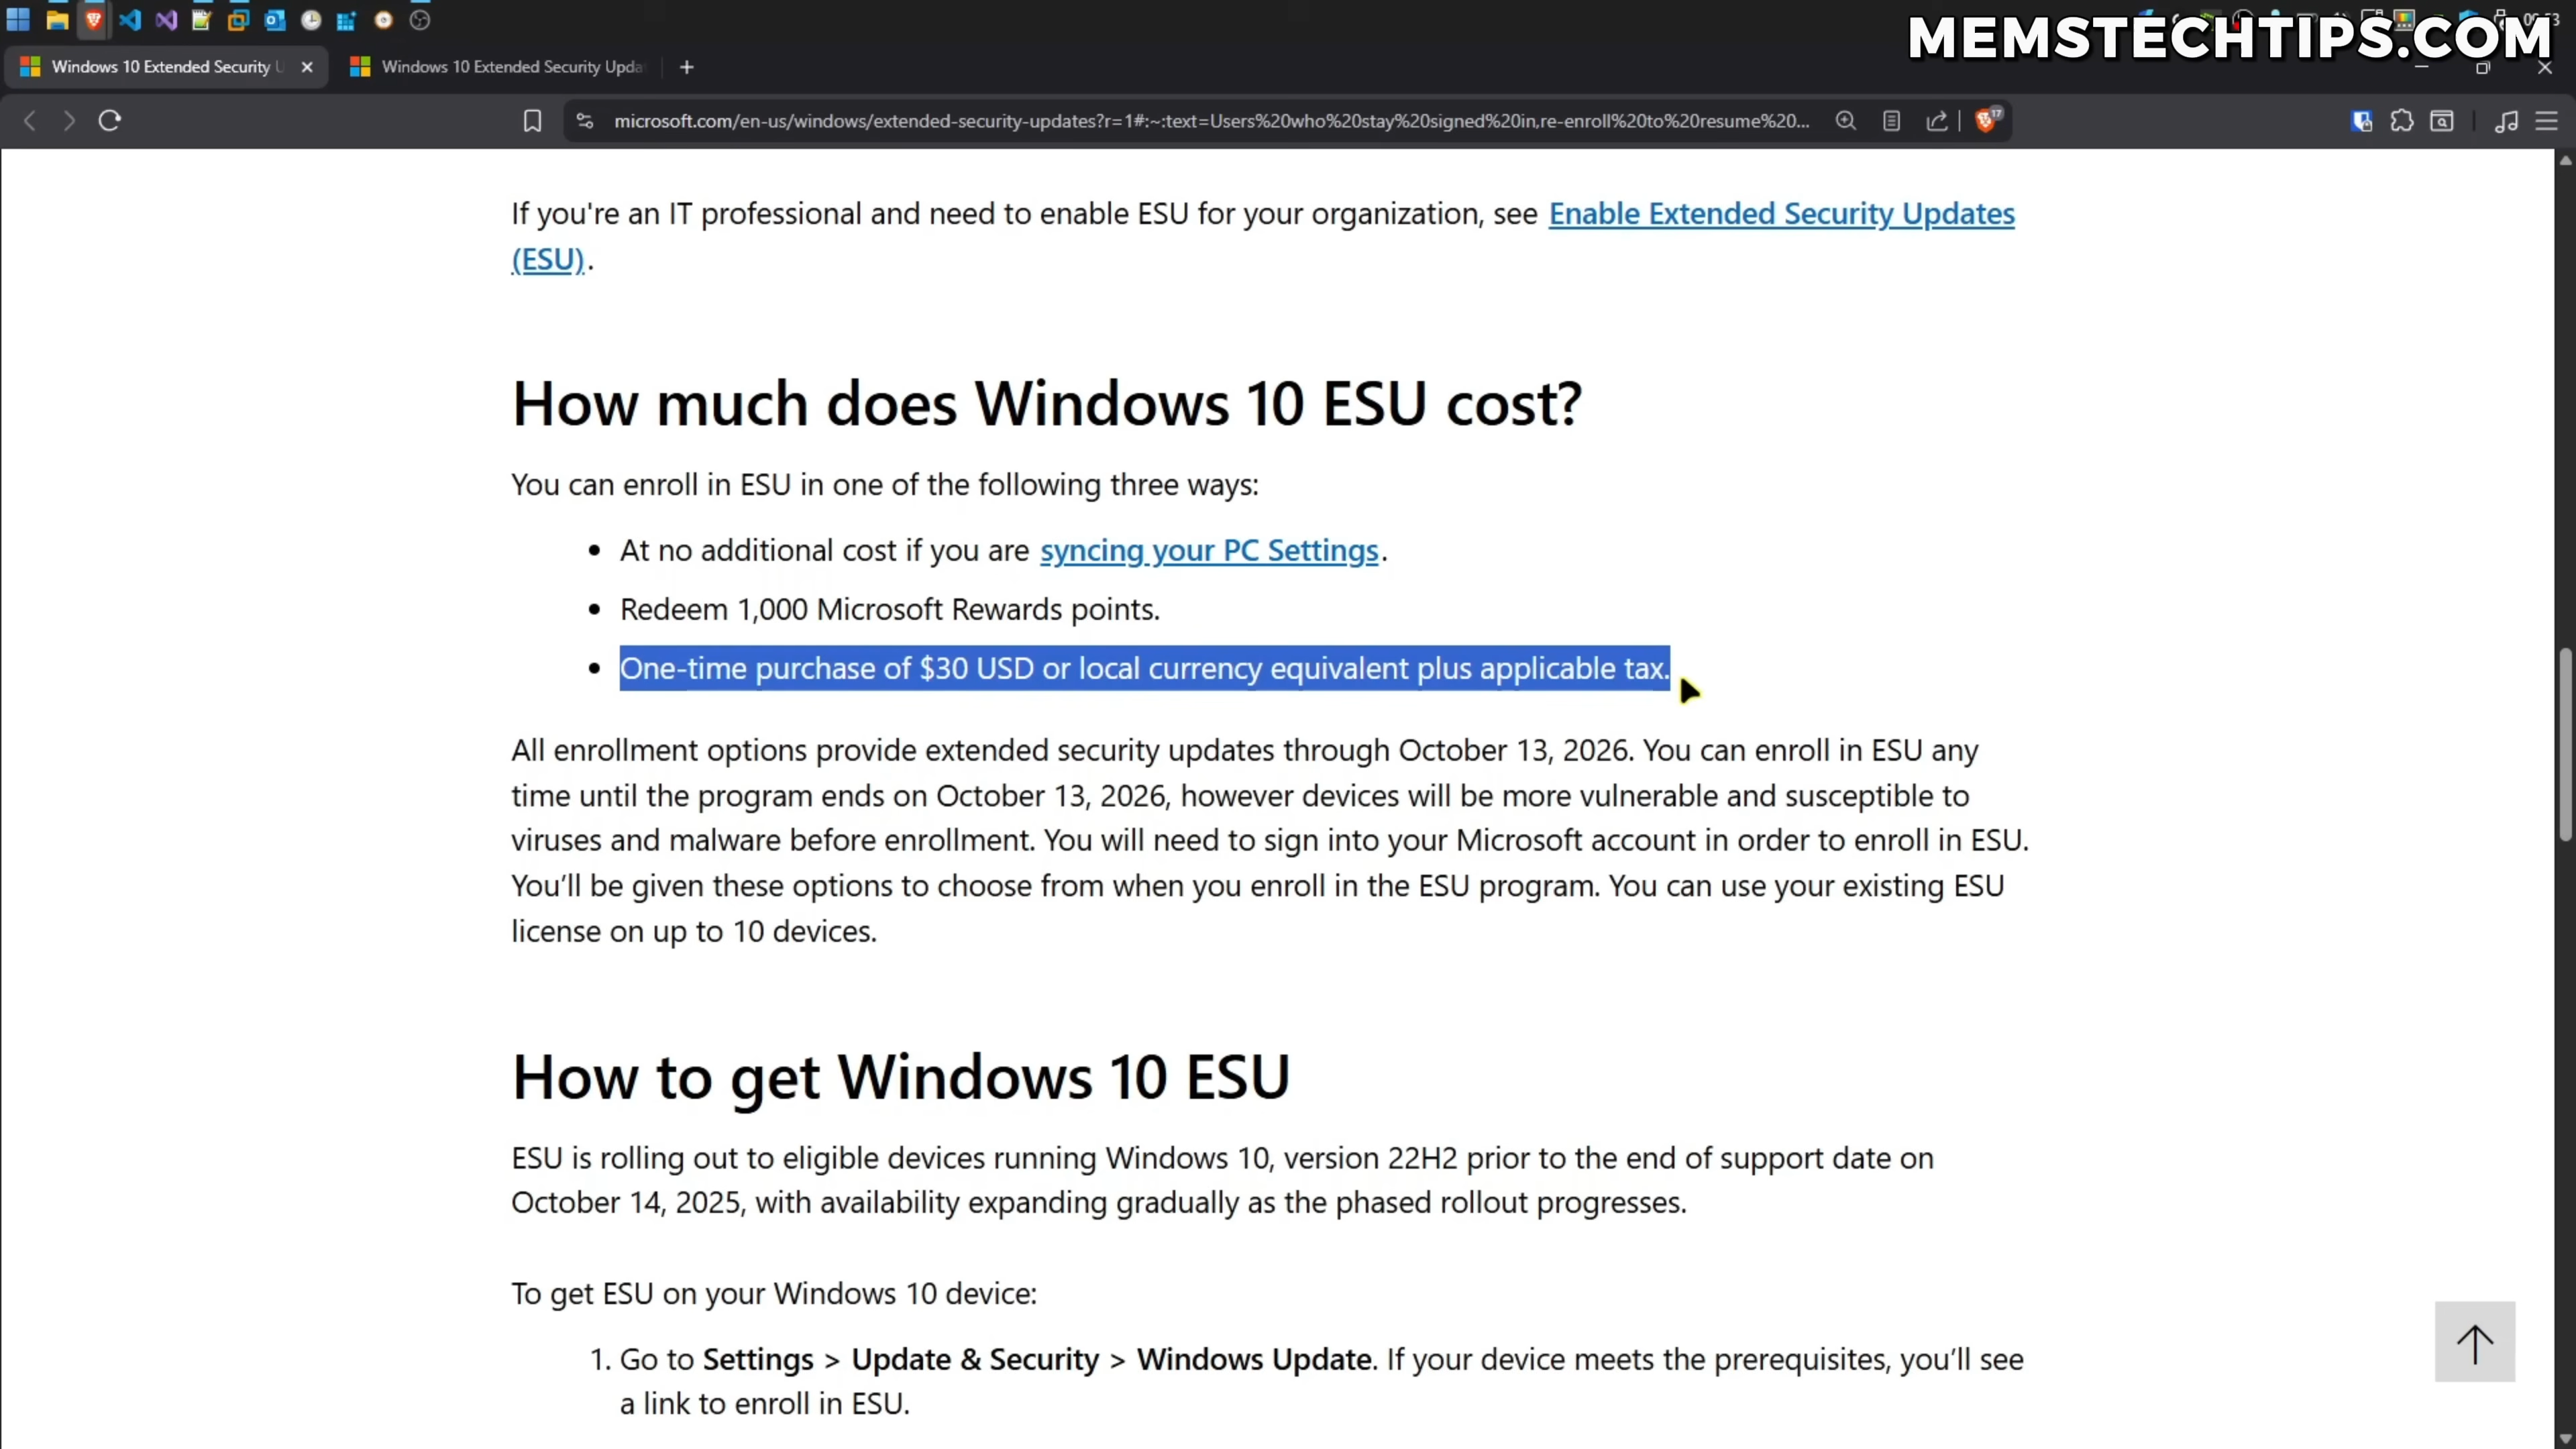 MEMSTECHTIPS.COM
Windows 10 Extended Security U
Windows 10 Extended Security Upda
microsoft.com/en-us/windows/extended-security-updates?r=1#:~:text=Users%20who%20stay%20signed%20in,re-enroll%20to%20resume%20...
17
If you're an IT professional and need to enable ESU for your organization, see Enable Extended Security Updates
(ESU).
How much does Windows 10 ESU cost?
You can enroll in ESU in one of the following three ways:
• At no additional cost if you are syncing your PC Settings.
• Redeem 1,000 Microsoft Rewards points.
• One-time purchase of $30 USD or local currency equivalent plus applicable tax.
All enrollment options provide extended security updates through October 13, 2026. You can enroll in ESU any
time until the program ends on October 13, 2026, however devices will be more vulnerable and susceptible to
viruses and malware before enrollment. You will need to sign into your Microsoft account in order to enroll in ESU.
You’ll be given these options to choose from when you enroll in the ESU program. You can use your existing ESU
license on up to 10 devices.
How to get Windows 10 ESU
ESU is rolling out to eligible devices running Windows 10, version 22H2 prior to the end of support date on
October 14, 2025, with availability expanding gradually as the phased rollout progresses.
To get ESU on your Windows 10 device:
1. Go to Settings > Update & Security > Windows Update. If your device meets the prerequisites, you’ll see
a link to enroll in ESU.